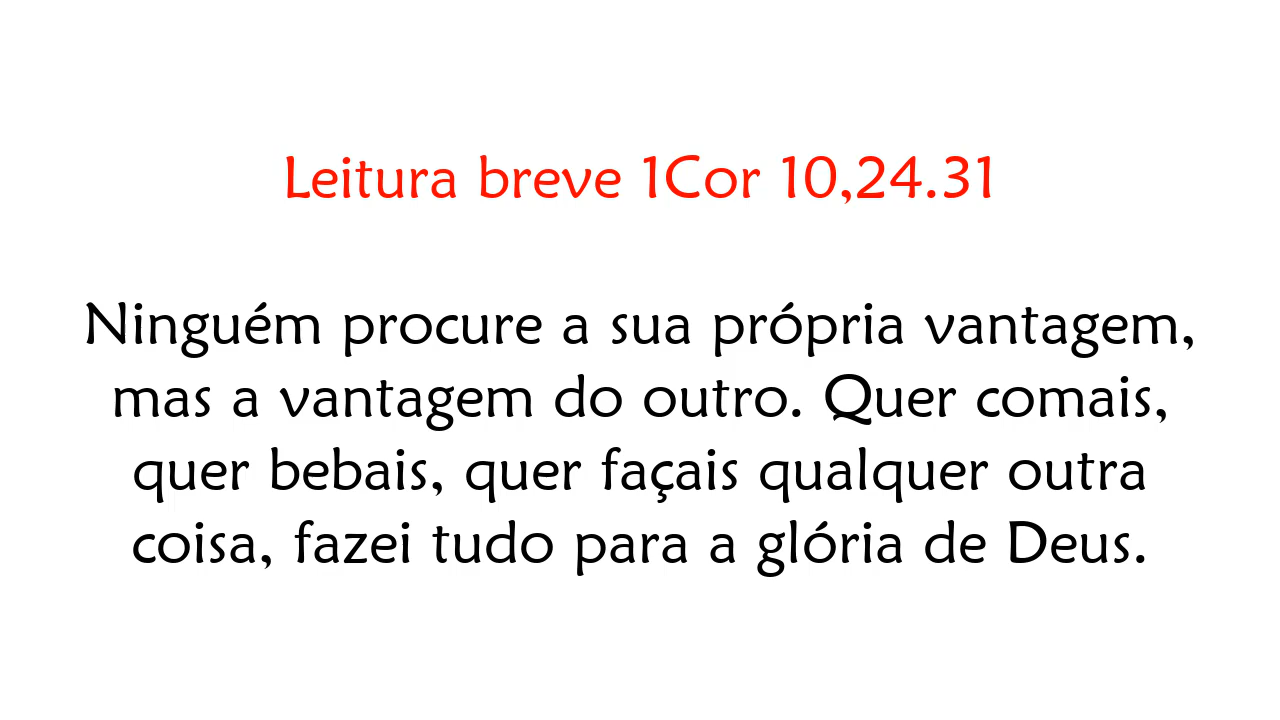 Leitura breve 1Cor 10,24.31
Ninguém procure a sua própria vantagem,
mas a vantagem do outro. Quer comais,
quer bebais, quer façais qualquer outra
coisa, fazei tudo para a glória de Deus.